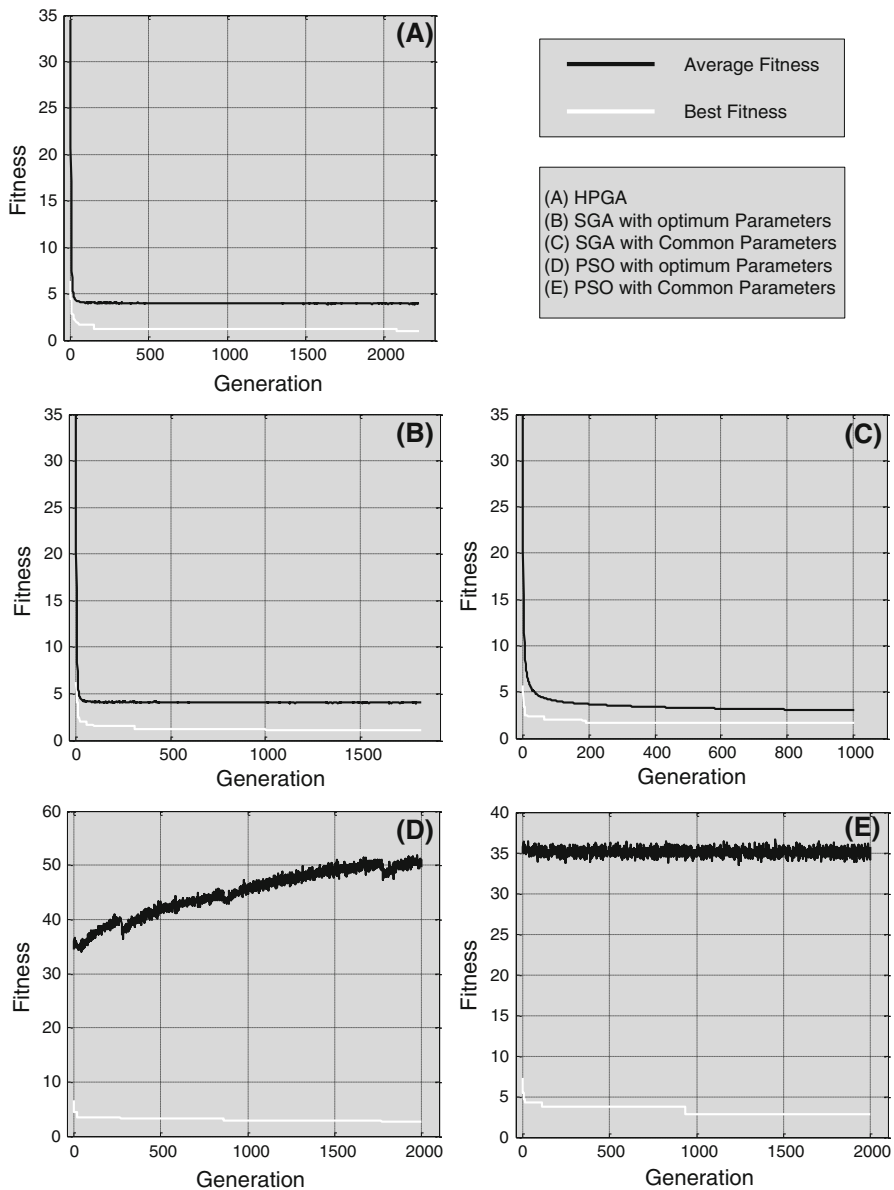 (A)
35
30
25
20
15
10
5
0
Fitness
0 500 1000 1500 2000
Generation
Average Fitness
Best Fitness
(A) HPGA
(B) SGA with optimum Parameters
(C) SGA with Common Parameters
(D) PSO with optimum Parameters
(E) PSO with Common Parameters
(B)
35
30
25
20
15
10
5
0
Fitness
0 500 1000 1500
Generation
(C)
35
30
25
20
15
10
5
0
Fitness
0 200 400 600 800 1000
Generation
(D)
60
50
40
30
20
10
0
Fitness
0 500 1000 1500 2000
Generation
(E)
40
35
30
25
20
15
10
5
0
Fitness
0 500 1000 1500 2000
Generation